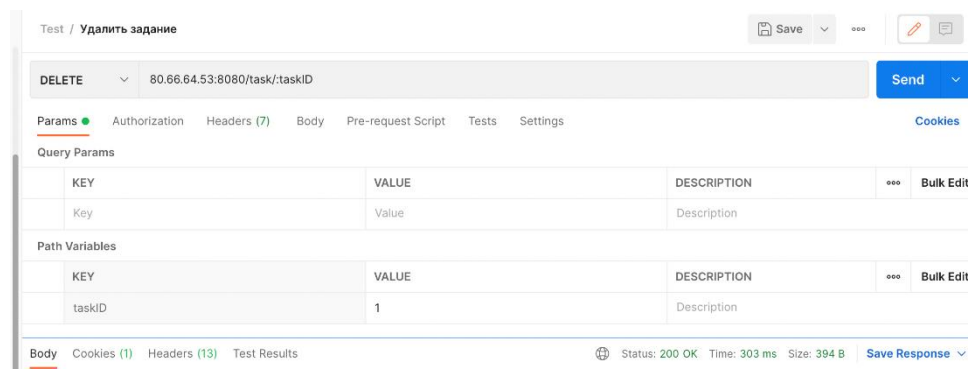 Test / Удалить задание Save ooo
DELETE 80.66.64.53:8080/task/:taskID Send
Params Authorization Headers (7) Body Pre-request Script Tests Settings Cookies
Query Params
KEY VALUE DESCRIPTION ooo Bulk Edit
Key Value Description
Path Variables
KEY VALUE DESCRIPTION ooo Bulk Edit
taskID 1 Description
Body Cookies (1) Headers (13) Test Results Status: 200 OK Time: 303 ms Size: 394 B Save Response